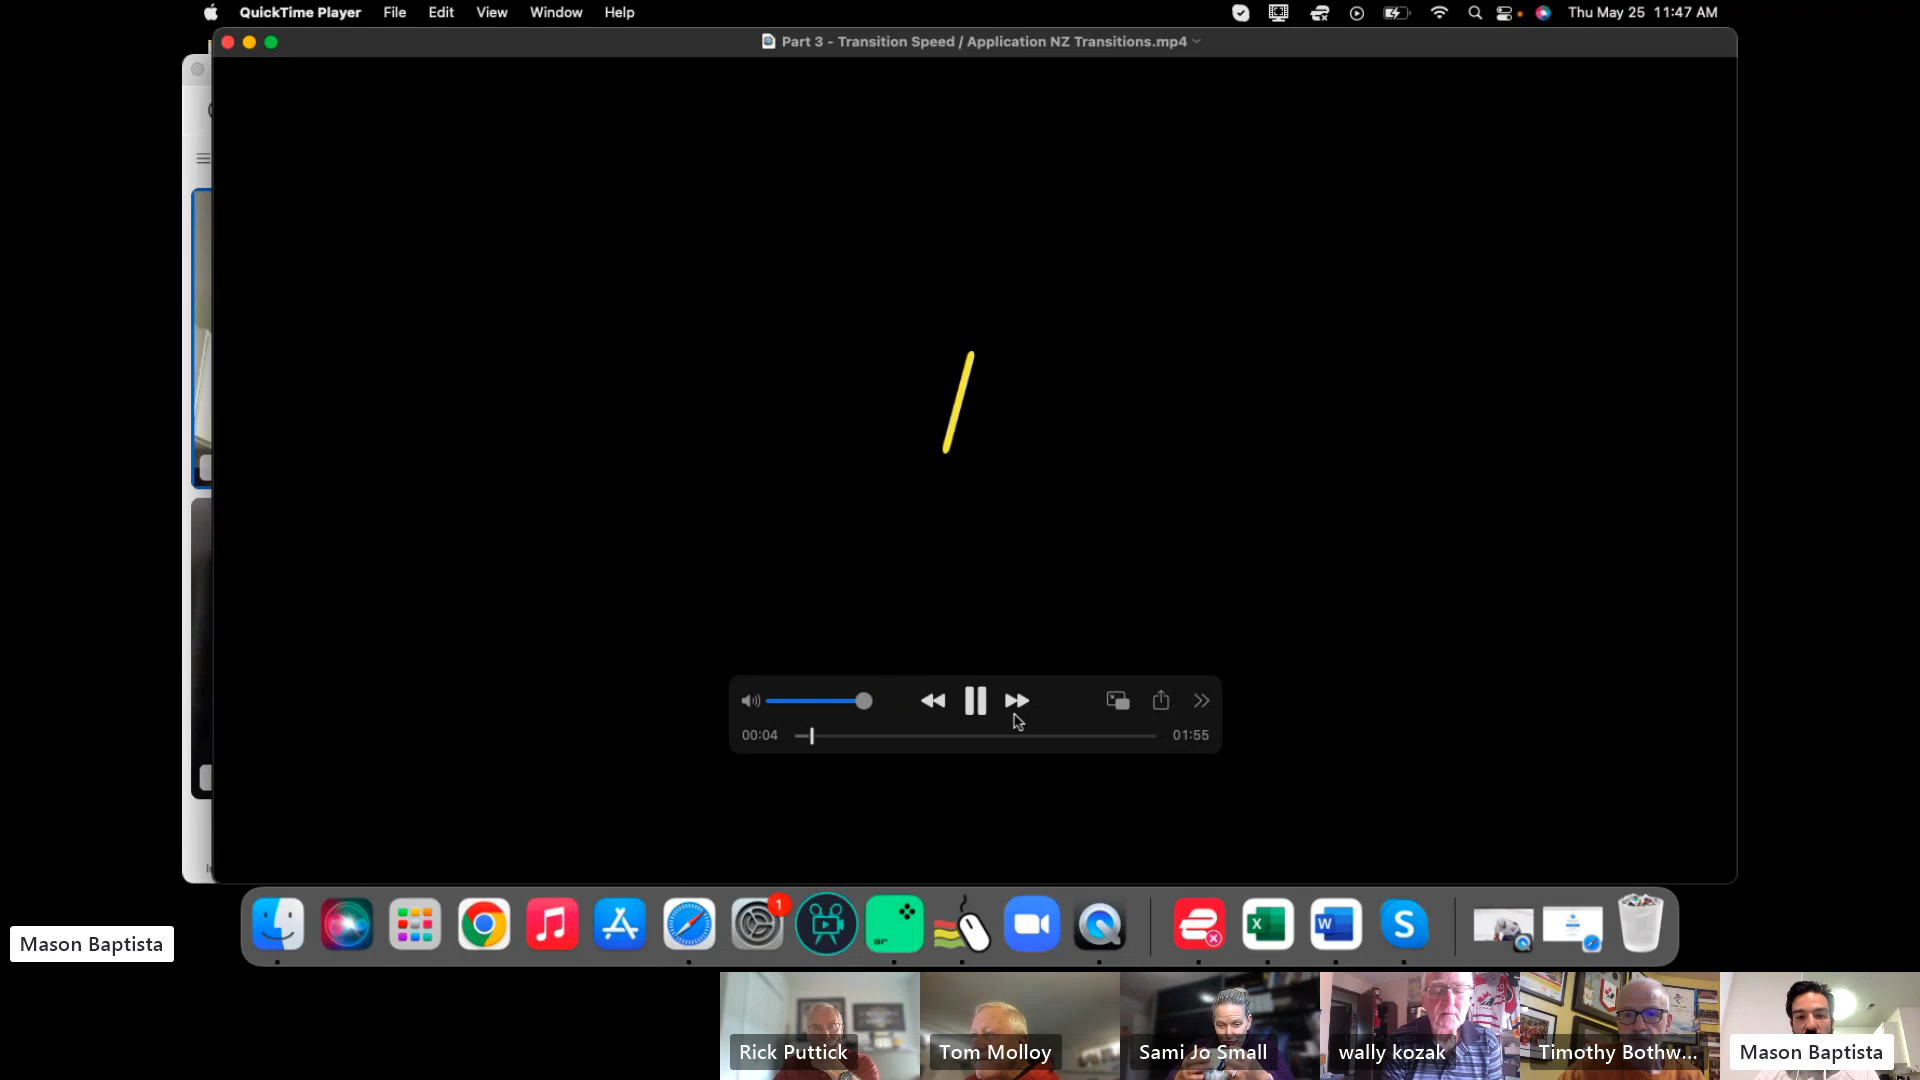 QuickTime Player File Edit View Window Help Thu May 25 11:47 AM
Part 3 - Transition Speed / Application NZ Transitions.mp4
00:04 01:55
1
X W S
Mason Baptista
Rick Puttick Tom Molloy Sami Jo Small wally kozak Timothy Bothw... Mason Baptista